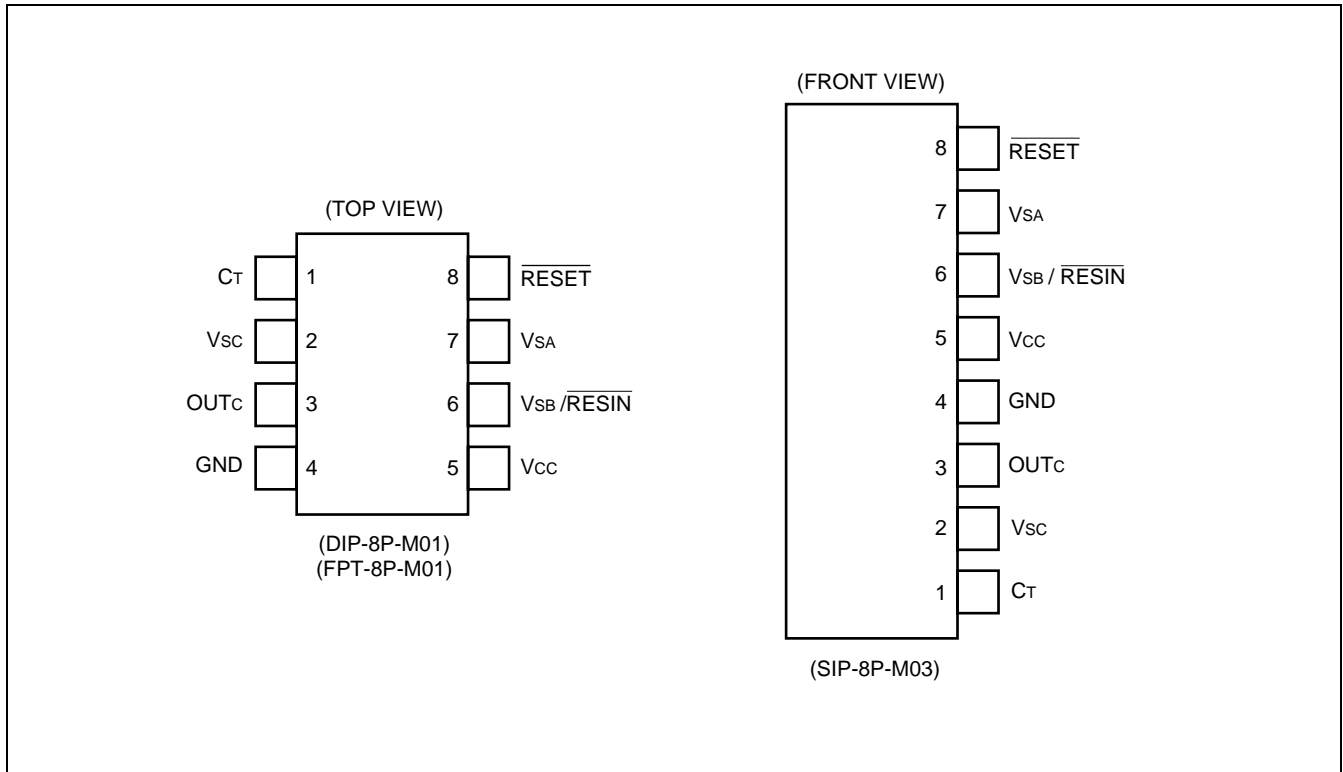 (TOP VIEW)
CT 1 8 RESET
VSC 2 7 VSA
OUTC 3 6 VSB /RESIN
GND 4 5 VCC
(DIP-8P-M01)
(FPT-8P-M01)
(FRONT VIEW)
8 RESET
7 VSA
6 VSB / RESIN
5 VCC
4 GND
3 OUTC
2 VSC
1 CT
(SIP-8P-M03)